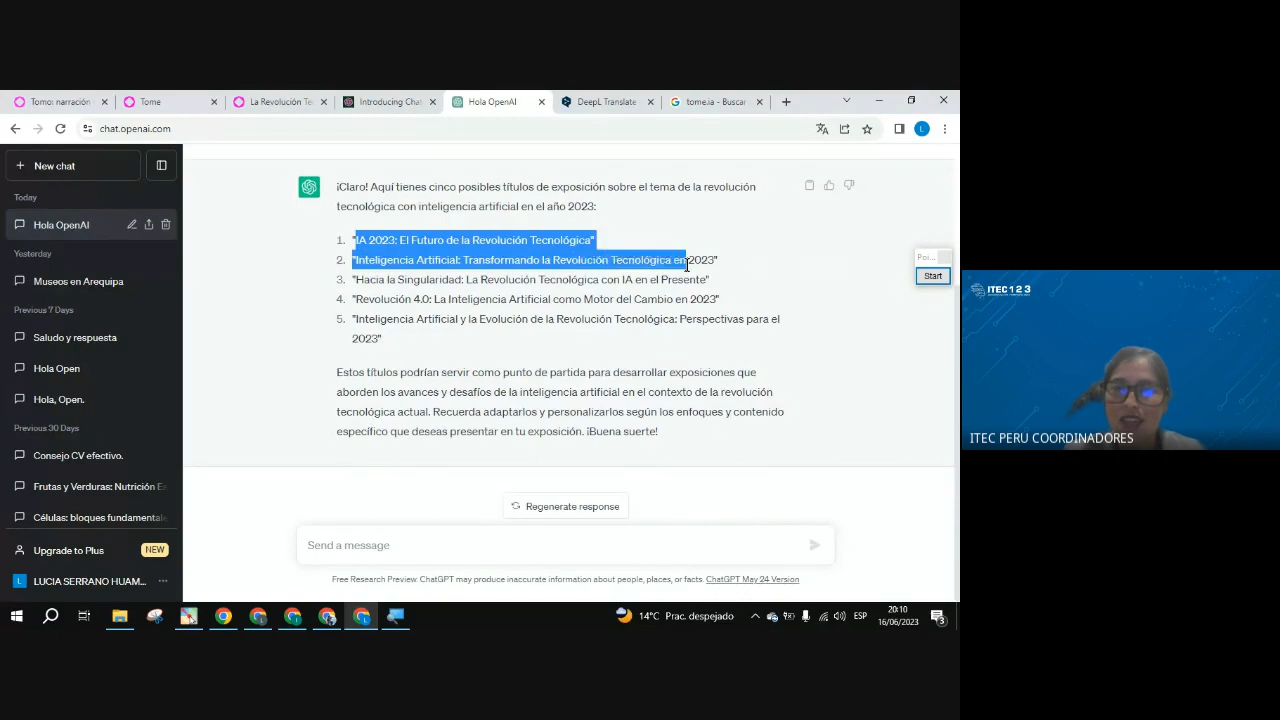 Tomo: narración
Tome
La Revolución Te
Introducing Cha
Hola OpenAI
DeepL Translate
tome.ia - Buscar
chat.openai.com
L
New chat
Today
Hola OpenAI
Yesterday
Museos en Arequipa
Previous 7 Days
Saludo y respuesta
Hola Open
Hola, Open.
Previous 30 Days
Consejo CV efectivo.
Frutas y Verduras: Nutrición Es
Células: bloques fundamentale
Upgrade to Plus
NEW
L
LUCIA SERRANO HUAM...
¡Claro! Aquí tienes cinco posibles títulos de exposición sobre el tema de la revolución
tecnológica con inteligencia artificial en el año 2023:
1. "IA 2023: El Futuro de la Revolución Tecnológica"
2. "Inteligencia Artificial: Transformando la Revolución Tecnológica en 2023"
3. "Hacia la Singularidad: La Revolución Tecnológica con IA en el Presente"
4. "Revolución 4.0: La Inteligencia Artificial como Motor del Cambio en 2023"
5. "Inteligencia Artificial y la Evolución de la Revolución Tecnológica: Perspectivas para el
2023"
Estos títulos podrían servir como punto de partida para desarrollar exposiciones que
aborden los avances y desafíos de la inteligencia artificial en el contexto de la revolución
tecnológica actual. Recuerda adaptarlos y personalizarlos según los enfoques y contenido
específico que deseas presentar en tu exposición. ¡Buena suerte!
Regenerate response
Send a message
Free Research Preview. ChatGPT may produce inaccurate information about people, places, or facts. ChatGPT May 24 Version
Poi...
Start
ITEC 1 2 3
ITEC PERU COORDINADORES
14°C Prac. despejado
ESP
20:10
16/06/2023
3